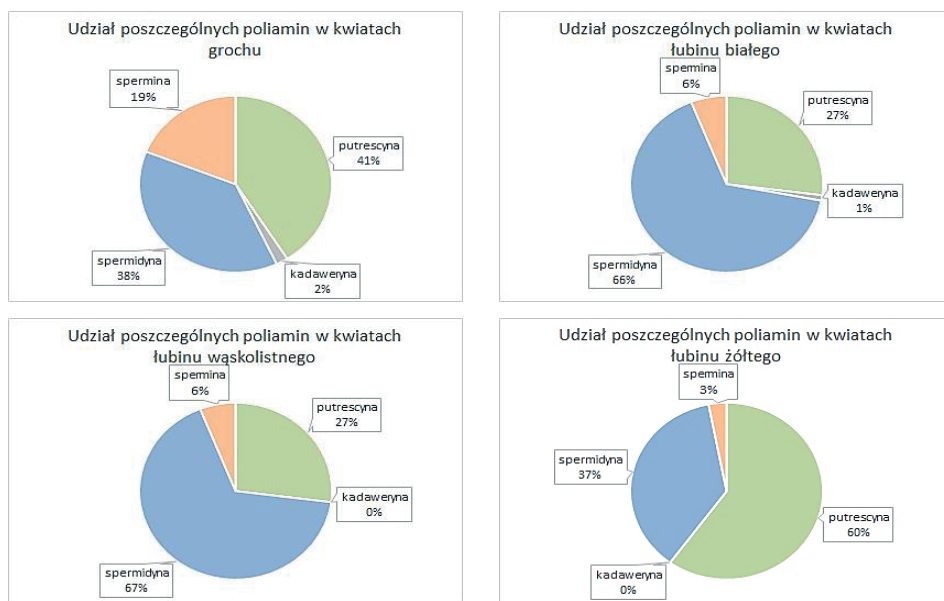 Udział poszczególnych poliamin w kwiatach
grochu
spermina
19%
putrescyna
41%
spermidyna
38%
kadaweryna
2%
Udział poszczególnych poliamin w kwiatach
łubinu białego
spermina
6%
putrescyna
27%
kadaweryna
1%
spermidyna
66%
Udział poszczególnych poliamin w kwiatach
łubinu wąskolistnego
spermina
6%
putrescyna
27%
kadaweryna
0%
spermidyna
67%
Udział poszczególnych poliamin w kwiatach
łubinu żółtego
spermina
3%
spermidyna
37%
putrescyna
60%
kadaweryna
0%